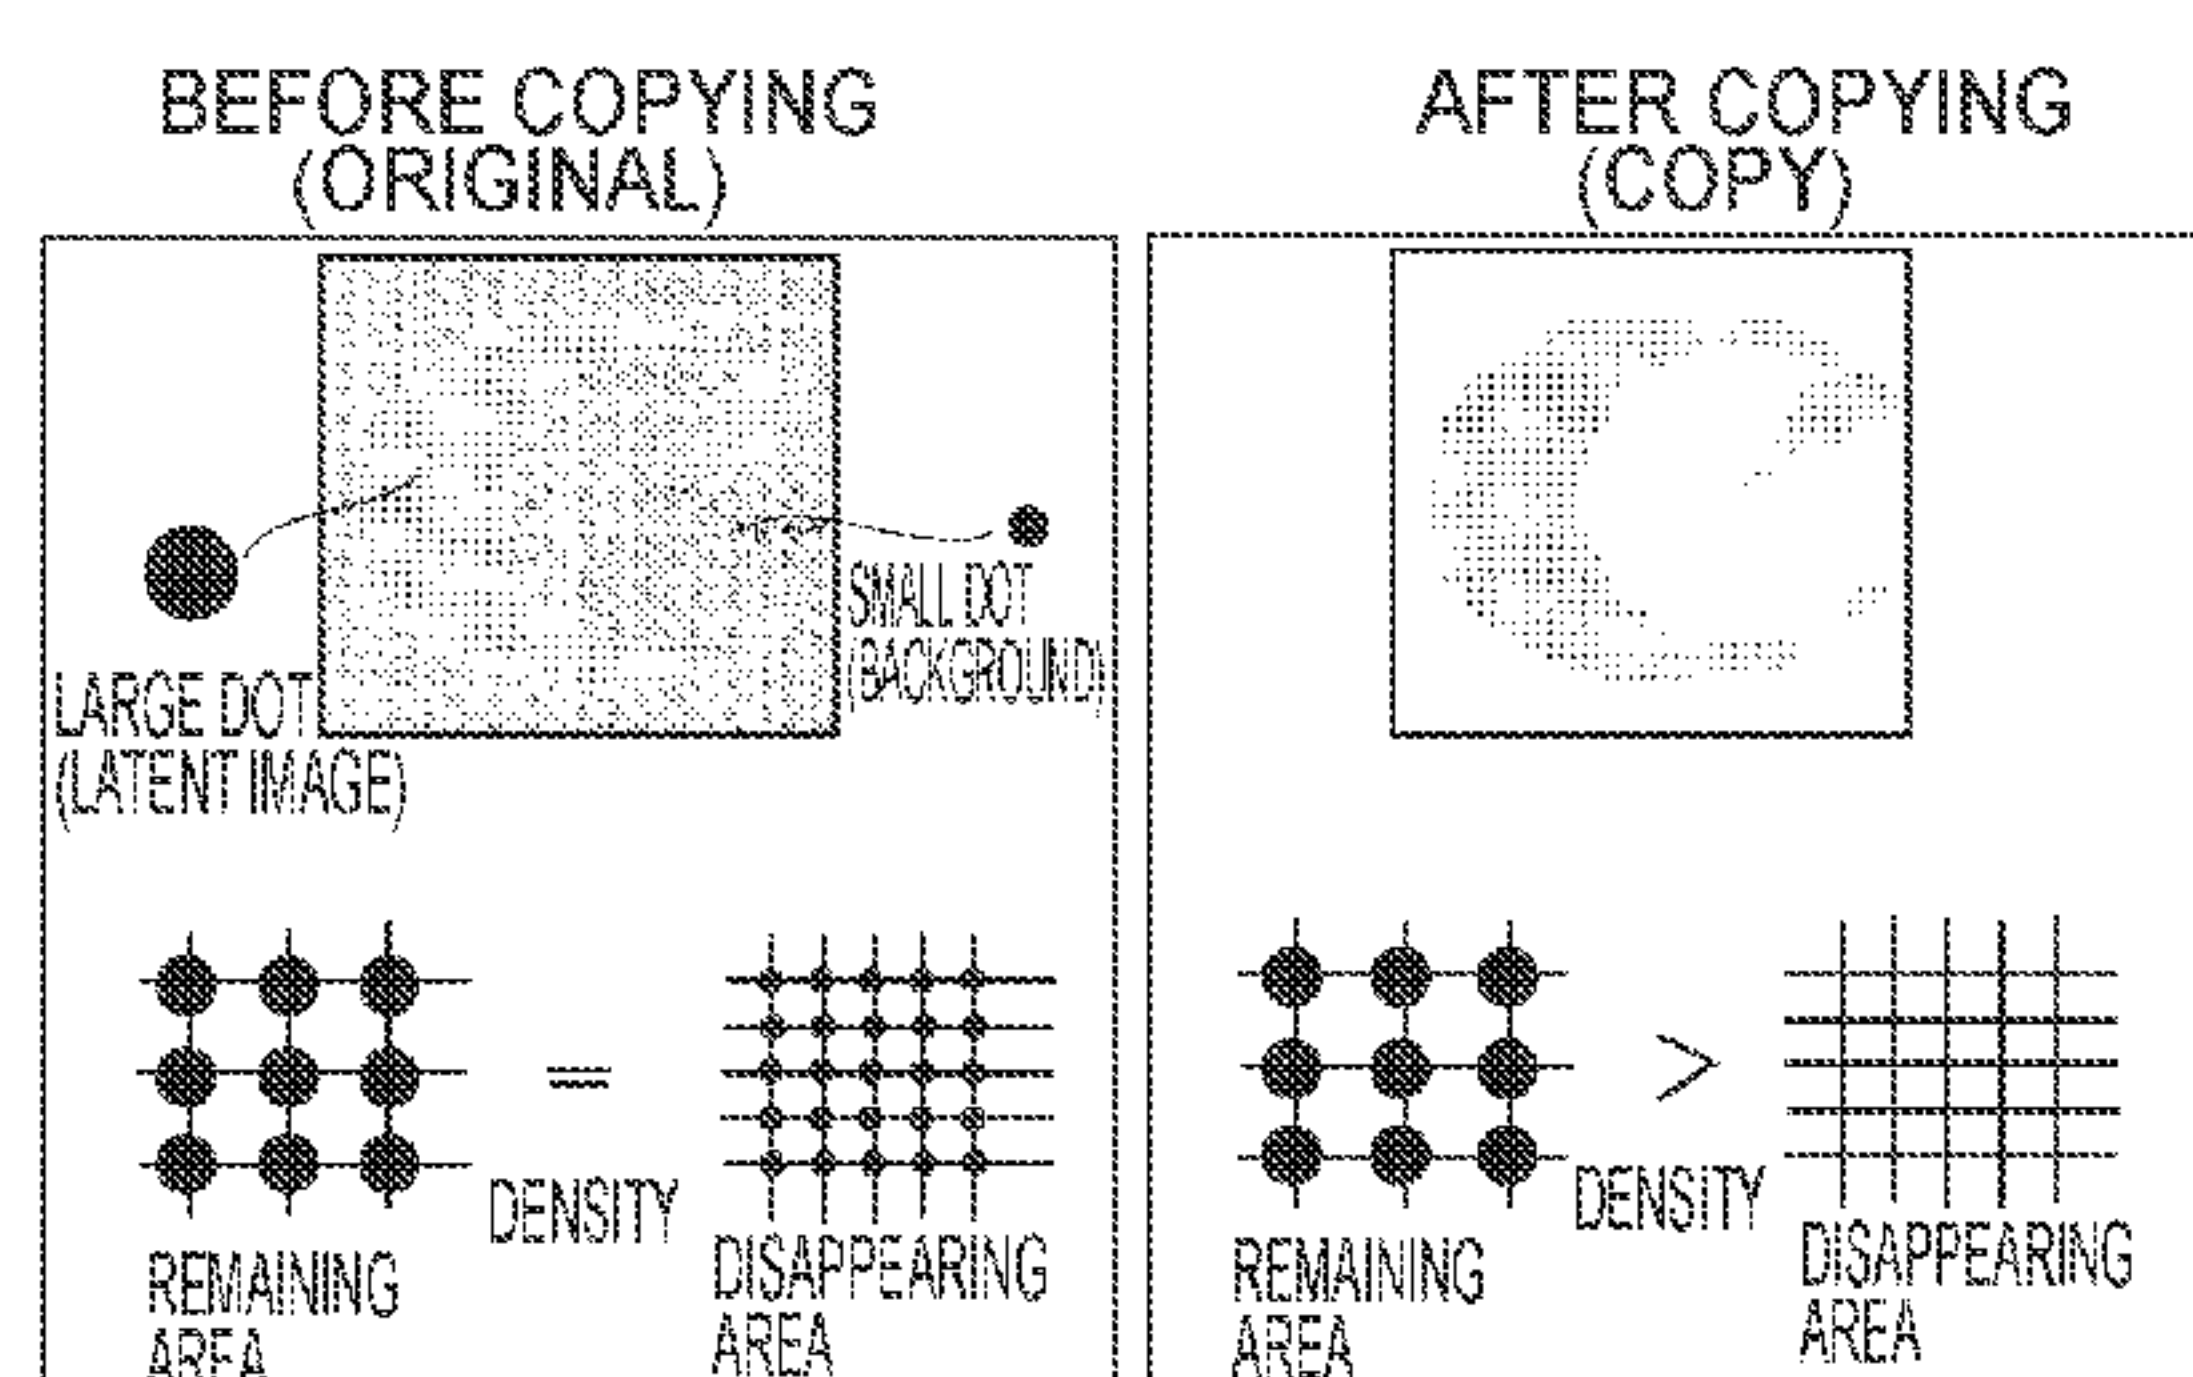 BEFORE COPYING
(ORIGINAL)
LARGE DOT
(LATENT IMAGE)
SMALL DOT
(BACKGROUND)
=
DENSITY
REMAINING
AREA
DISAPPEARING
AREA
AFTER COPYING
(COPY)
>
DENSITY
REMAINING
AREA
DISAPPEARING
AREA